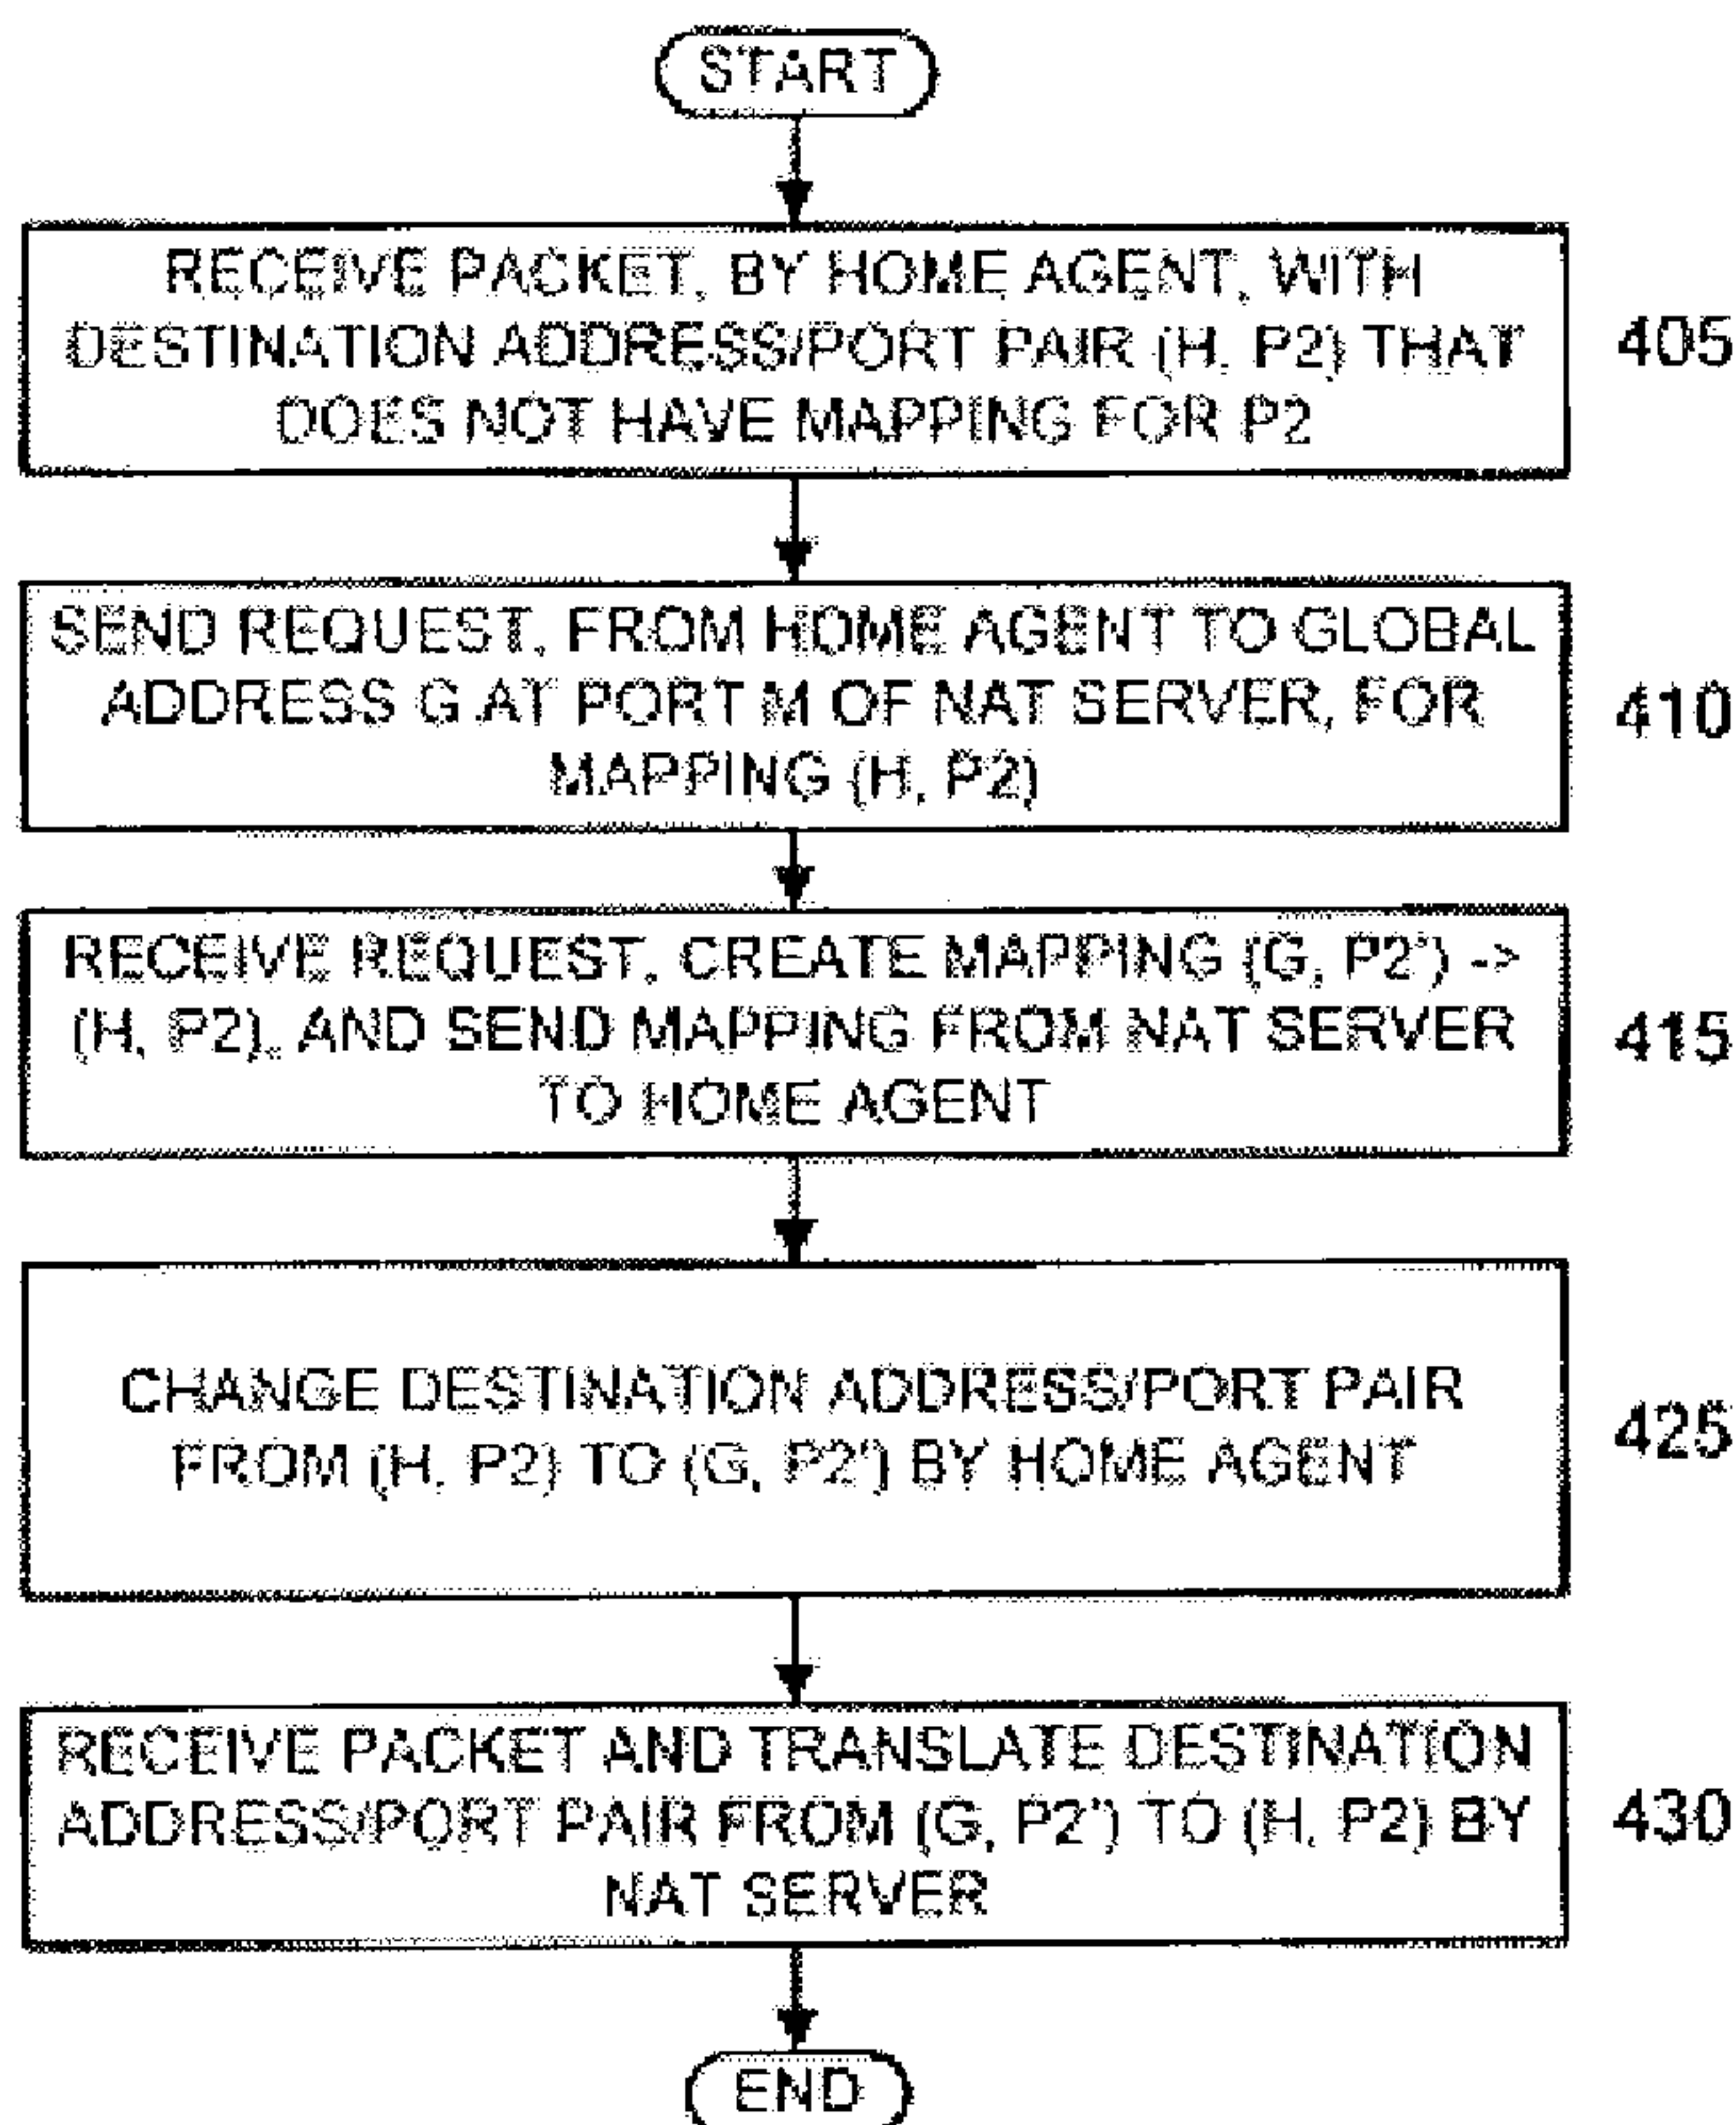 START
RECEIVE PACKET, BY HOME AGENT, WITH
DESTINATION ADDRESS/PORT PAIR (H, P2) THAT
DOES NOT HAVE MAPPING FOR P2
405
SEND REQUEST, FROM HOME AGENT TO GLOBAL
ADDRESS G AT PORT M OF NAT SERVER, FOR
MAPPING (H, P2)
410
RECEIVE REQUEST, CREATE MAPPING (G, P2') ->
(H, P2), AND SEND MAPPING FROM NAT SERVER
TO HOME AGENT
415
CHANGE DESTINATION ADDRESS/PORT PAIR
FROM (H, P2) TO (G, P2') BY HOME AGENT
425
RECEIVE PACKET AND TRANSLATE DESTINATION
ADDRESS/PORT PAIR FROM (G, P2') TO (H, P2) BY
NAT SERVER
430
END